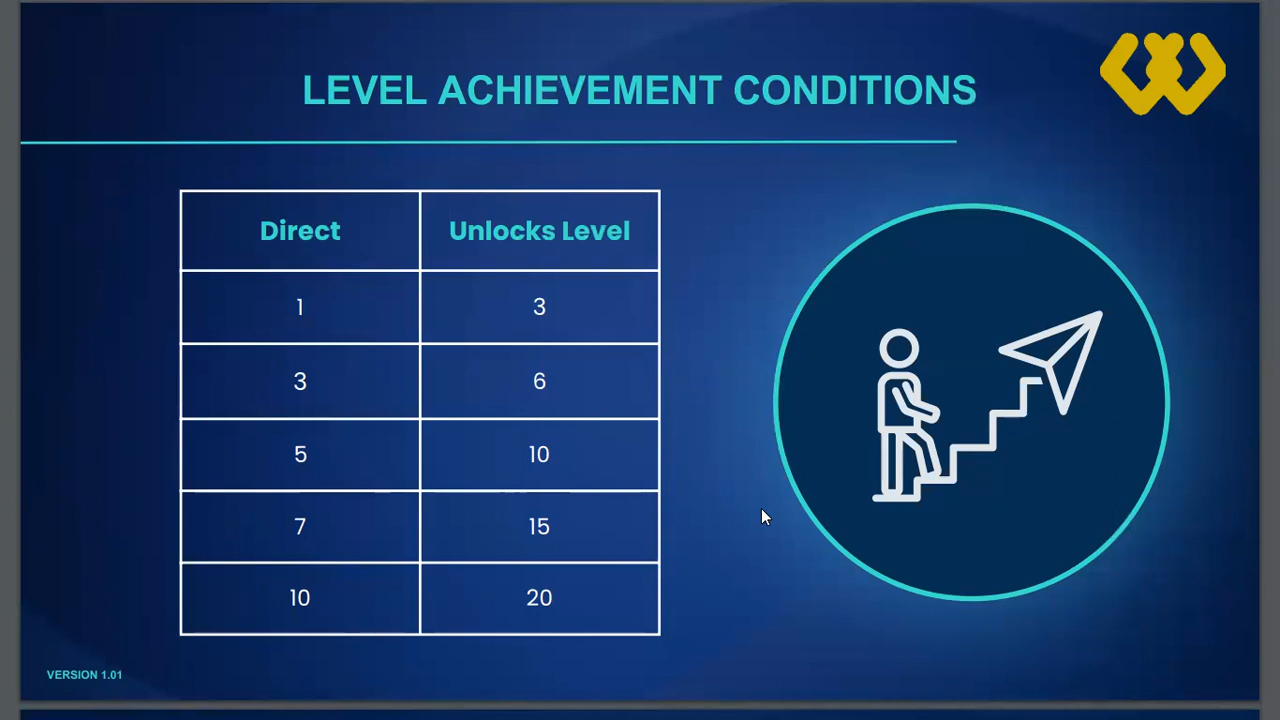 LEVEL ACHIEVEMENT CONDITIONS
Direct Unlocks Level
1 3
3 6
5 10
7 15
10 20
VERSION 1.01